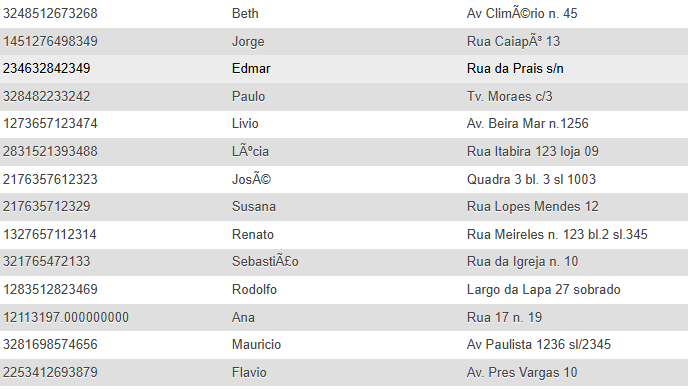 3248512673268 Beth Av ClimÃ©rio n. 45
1451276498349 Jorge Rua CaiapÃ³ 13
234632842349 Edmar Rua da Prais s/n
328482233242 Paulo Tv. Moraes c/3
1273657123474 Livio Av. Beira Mar n.1256
2831521393488 LÃºcia Rua Itabira 123 loja 09
2176357612323 JosÃ© Quadra 3 bl. 3 sl 1003
217635712329 Susana Rua Lopes Mendes 12
1327657112314 Renato Rua Meireles n. 123 bl.2 sl.345
321765472133 SebastiÃ£o Rua da Igreja n. 10
1283512823469 Rodolfo Largo da Lapa 27 sobrado
12113197.000000000 Ana Rua 17 n. 19
3281698574656 Mauricio Av Paulista 1236 sl/2345
2253412693879 Flavio Av. Pres Vargas 10